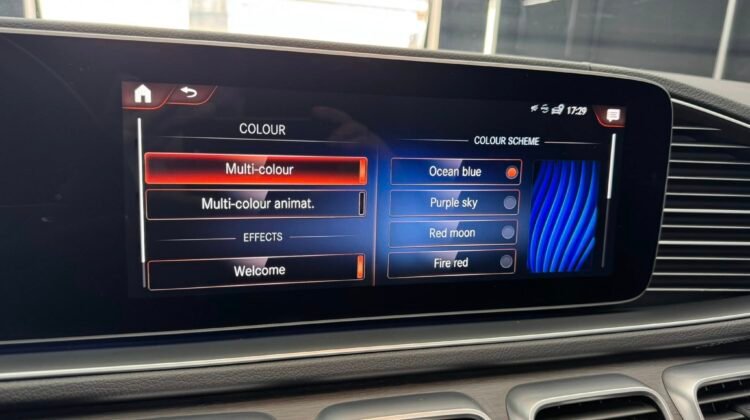 17:29
COLOUR
Multi-colour
Multi-colour animat.
EFFECTS
Welcome
COLOUR SCHEME
Ocean blue
Purple sky
Red moon
Fire red